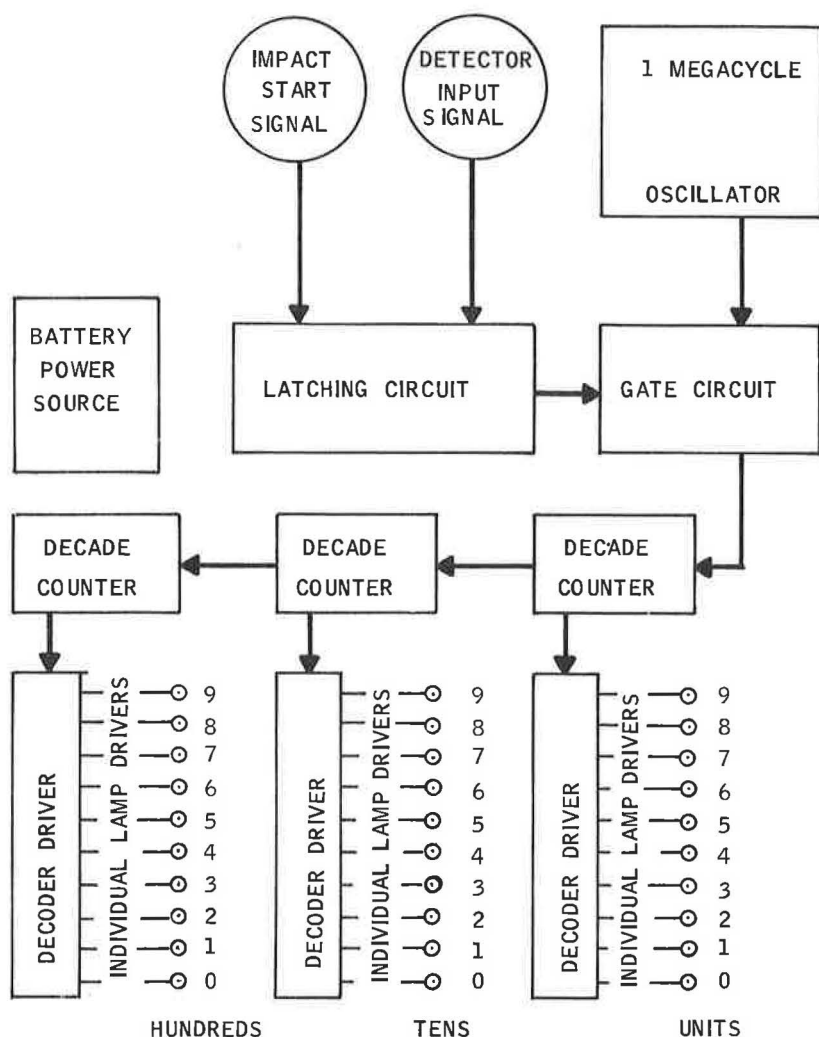 IMPACT
START
SIGNAL
DETECTOR
INPUT
SIGNAL
1 MEGACYCLE
OSCILLATOR
BATTERY
POWER
SOURCE
LATCHING CIRCUIT
GATE CIRCUIT
DECADE
COUNTER
DECADE
COUNTER
DECADE
COUNTER
DECODER DRIVER
INDIVIDUAL LAMP DRIVERS
9
8
7
6
5
4
3
2
1
0
HUNDREDS
DECODER DRIVER
INDIVIDUAL LAMP DRIVERS
9
8
7
6
5
4
3
2
1
0
TENS
DECODER DRIVER
INDIVIDUAL LAMP DRIVERS
9
8
7
6
5
4
3
2
1
0
UNITS